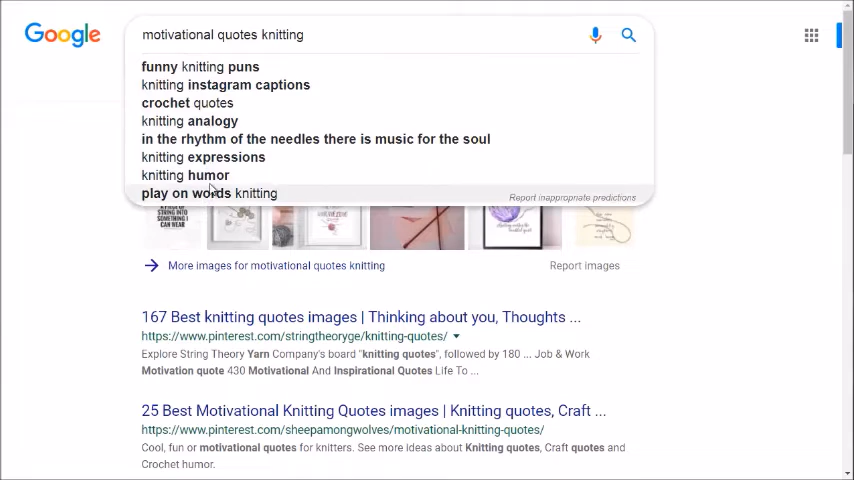 Google
motivational quotes knitting
funny knitting puns
knitting instagram captions
crochet quotes
knitting analogy
in the rhythm of the needles there is music for the soul
knitting expressions
knitting humor
play on words knitting
Report inappropriate predictions
STRING INTO
SOMETHING I
CAN WEAR
More images for motivational quotes knitting
Report images
167 Best knitting quotes images | Thinking about you, Thoughts ...
https://www.pinterest.com/stringtheoryge/knitting-quotes/
Explore String Theory Yarn Company's board "knitting quotes", followed by 180 ... Job & Work
Motivation quote 430 Motivational And Inspirational Quotes Life To ...
25 Best Motivational Knitting Quotes images | Knitting quotes, Craft ...
https://www.pinterest.com/sheepamongwolves/motivational-knitting-quotes/
Cool, fun or motivational quotes for knitters. See more ideas about Knitting quotes, Craft quotes and
Crochet humor.